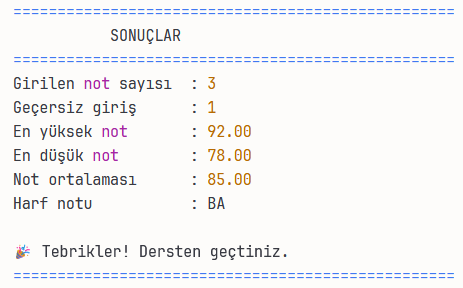 ==================================================
SONUÇLAR
==================================================
Girilen not sayısı : 3
Geçersiz giriş : 1
En yüksek not : 92.00
En düşük not : 78.00
Not ortalaması : 85.00
Harf notu : BA
🎉 Tebrikler! Dersten geçtiniz.
==================================================